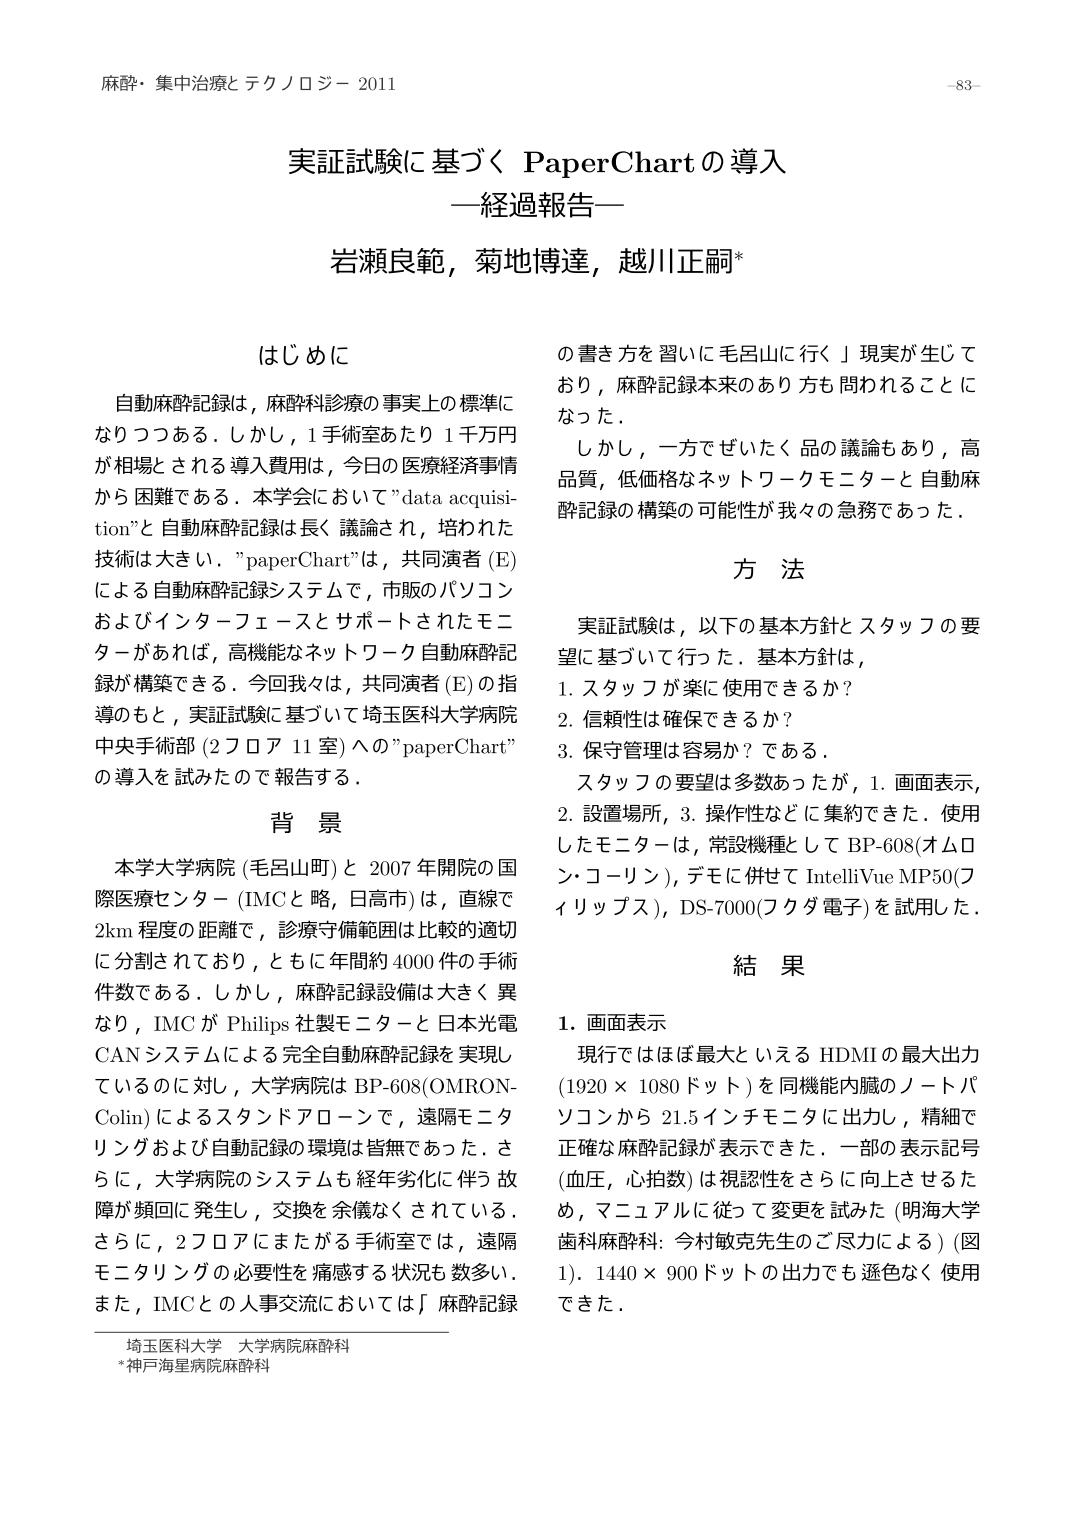 麻酔・集中治療とテクノロジー 2011
–83–
実証試験に基づく PaperChartの導入
—経過報告—
岩瀬良範，菊地博達，越川正嗣*
はじめに
自動麻酔記録は，麻酔科診療の事実上の標準に
なりつつある．しかし，1手術室あたり1千万円
が相場とされる導入費用は，今日の医療経済事情
から困難である．本学会において"data acquisi-
tion"と自動麻酔記録は長く議論され，培われた
技術は大きい．"paperChart"は，共同演者 (E)
による自動麻酔記録システムで，市販のパソコン
およびインターフェースとサポートされたモニ
ターがあれば，高機能なネットワーク自動麻酔記
録が構築できる．今回我々は，共同演者 (E) の指
導のもと，実証試験に基づいて埼玉医科大学病院
中央手術部 (2フロア 11 室) への"paperChart"
の導入を試みたので報告する．
背　景
本学大学病院 (毛呂山町) と 2007 年開院の国
際医療センター (IMCと略，日高市) は，直線で
2km 程度の距離で，診療守備範囲は比較的適切
に分割されており，ともに年間約 4000 件の手術
件数である．しかし，麻酔記録設備は大きく異
なり，IMC が Philips 社製モニターと日本光電
CANシステムによる完全自動麻酔記録を実現し
ているのに対し，大学病院は BP-608(OMRON-
Colin) によるスタンドアローンで，遠隔モニタ
リングおよび自動記録の環境は皆無であった．さ
らに，大学病院のシステムも経年劣化に伴う故
障が頻回に発生し，交換を余儀なくされている．
さらに，2フロアにまたがる手術室では，遠隔
モニタリングの必要性を痛感する状況も数多い．
また，IMCとの人事交流においては「麻酔記録
の書き方を習いに毛呂山に行く」現実が生じて
おり，麻酔記録本来のあり方も問われることに
なった．
しかし，一方でぜいたく品の議論もあり，高
品質，低価格なネットワークモニターと自動麻
酔記録の構築の可能性が我々の急務であった．
方　法
実証試験は，以下の基本方針とスタッフの要
望に基づいて行った．基本方針は，
1. スタッフが楽に使用できるか？
2. 信頼性は確保できるか？
3. 保守管理は容易か？である．
スタッフの要望は多数あったが，1. 画面表示，
2. 設置場所，3. 操作性などに集約できた．使用
したモニターは，常設機種として BP-608(オムロ
ン・コーリン)，デモに併せて IntelliVue MP50(フ
ィリップス)，DS-7000(フクダ電子) を試用した．
結　果
1. 画面表示
現行ではほぼ最大といえる HDMIの最大出力
(1920 × 1080ドット) を同機能内臓のノートパ
ソコンから 21.5インチモニタに出力し，精細で
正確な麻酔記録が表示できた．一部の表示記号
(血圧，心拍数) は視認性をさらに向上させるた
め，マニュアルに従って変更を試みた (明海大学
歯科麻酔科: 今村敏克先生のご尽力による) (図
1)．1440 × 900ドットの出力でも遜色なく使用
できた．
埼玉医科大学　大学病院麻酔科
*神戸海星病院麻酔科